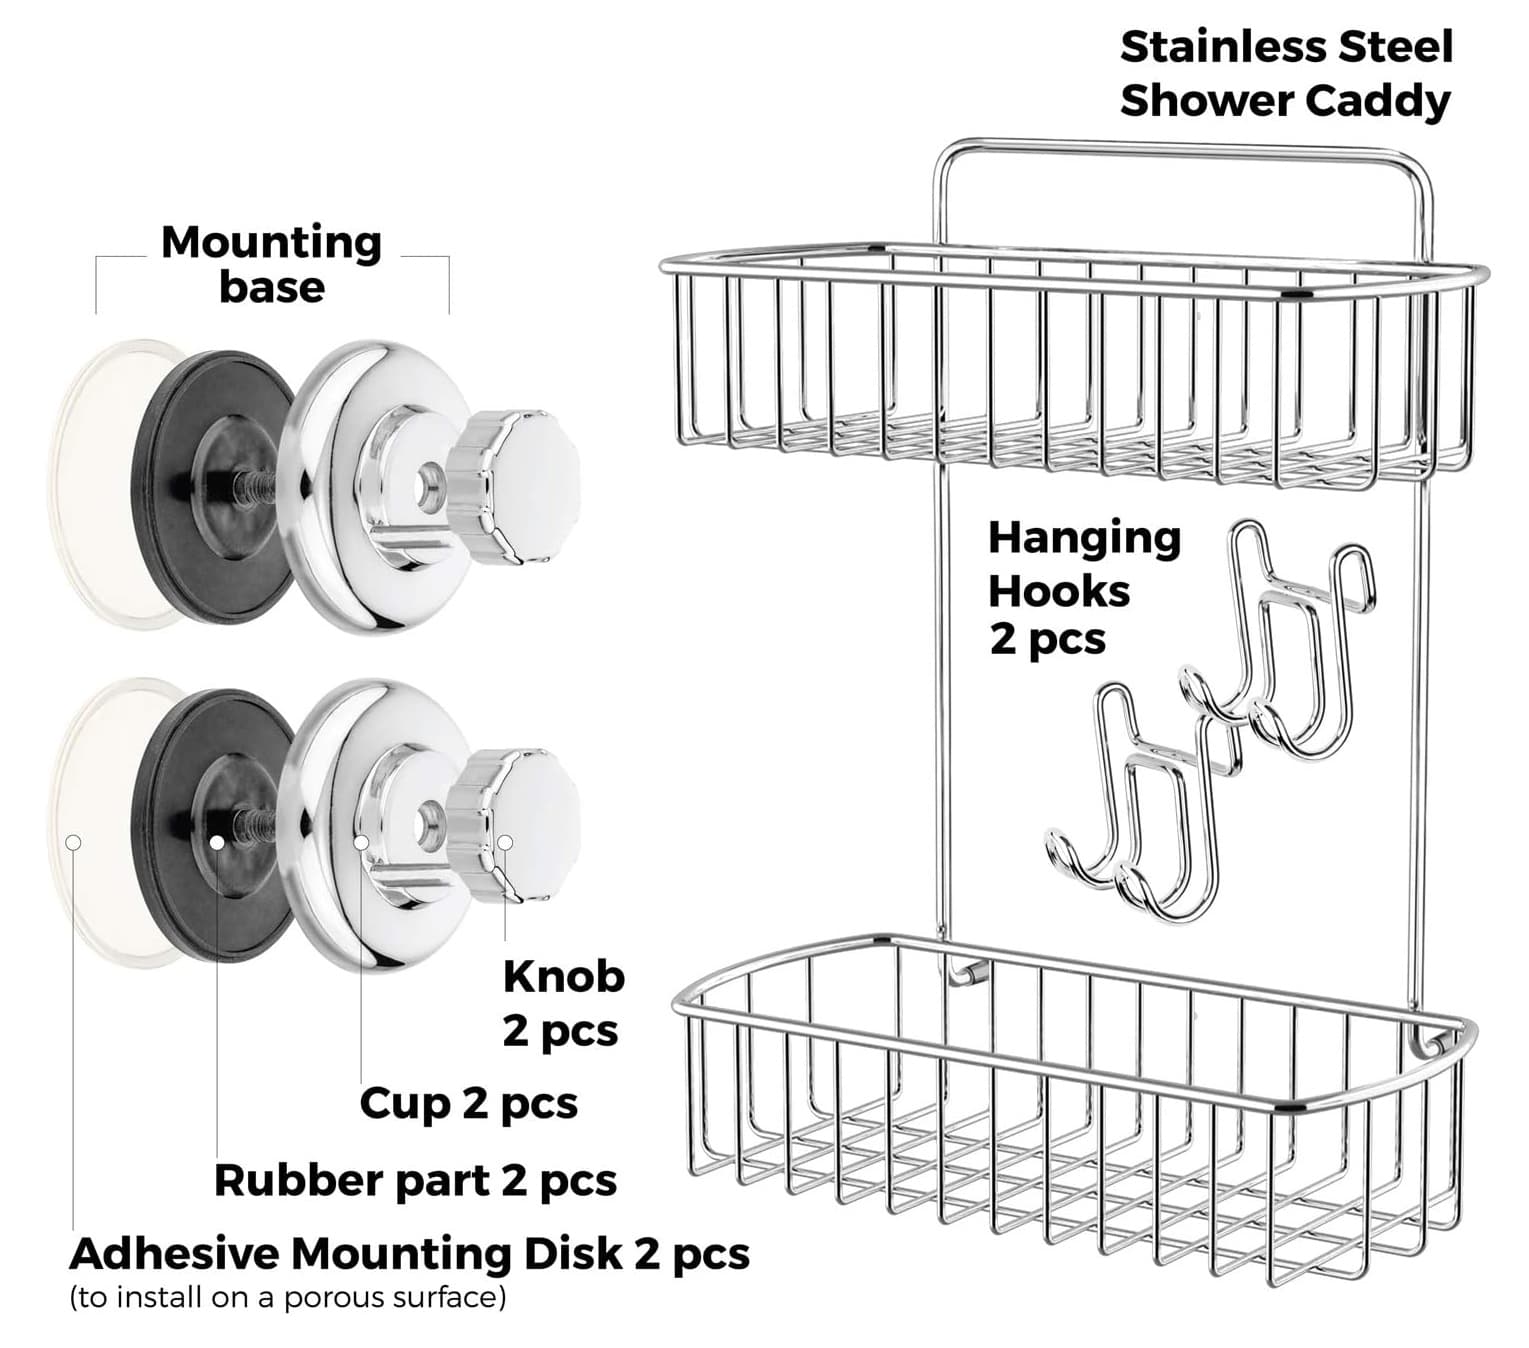 Stainless Steel
Shower Caddy
Mounting
base
Hanging
Hooks
2 pcs
Knob
2 pcs
Cup 2 pcs
Rubber part 2 pcs
Adhesive Mounting Disk 2 pcs
(to install on a porous surface)